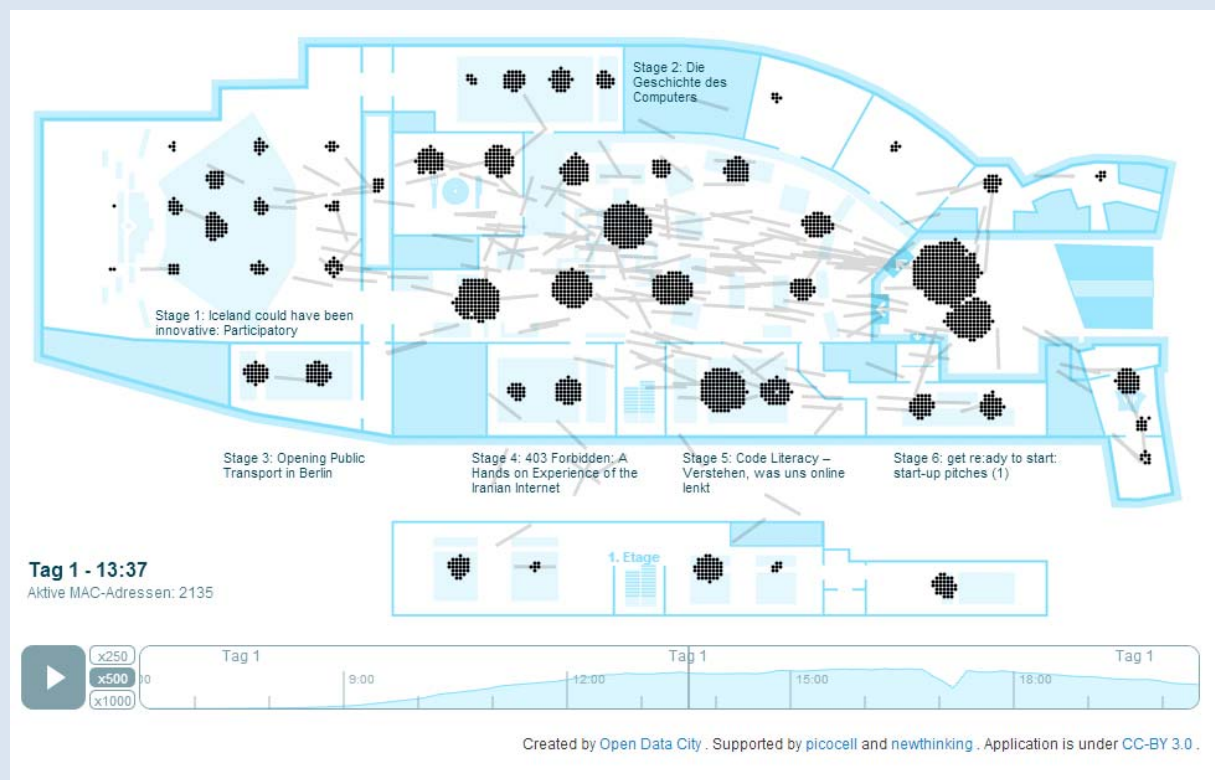 Stage 2: Die
Geschichte des
Computers
Stage 1: Iceland could have been
innovative: Participatory
Stage 3: Opening Public
Transport in Berlin
Stage 4: 403 Forbidden: A
Hands on Experience of the
Iranian Internet
Stage 5: Code Literacy –
Verstehen, was uns online
lenkt
Stage 6: get re:ady to start:
start-up pitches (1)
1. Etage
Tag 1 - 13:37
Aktive MAC-Adressen: 2135
x250
x500
x1000
Tag 1
Tag 1
Tag 1
00
9:00
12:00
15:00
18:00
Created by Open Data City . Supported by picocell and newthinking . Application is under CC-BY 3.0 .